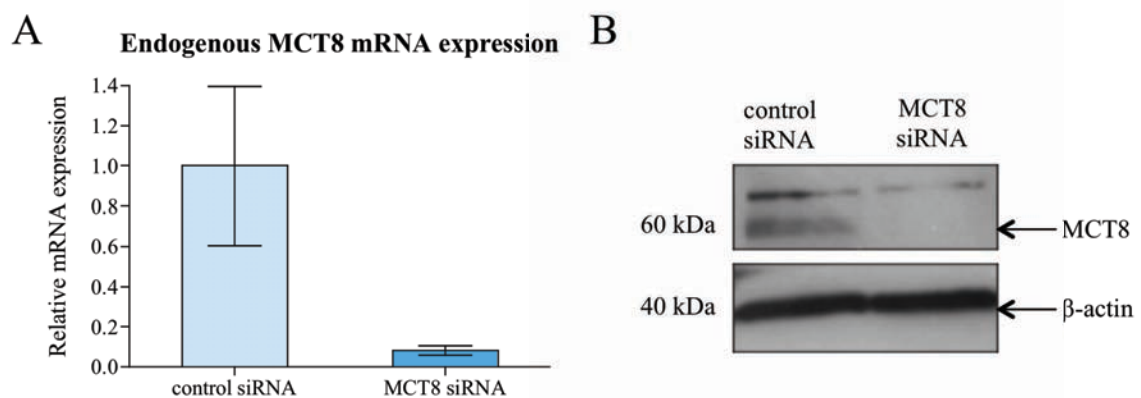 A
Endogenous MCT8 mRNA expression
Relative mRNA expression
1.4
1.2
1.0
0.8
0.6
0.4
0.2
0.0
control siRNA
MCT8 siRNA
B
control
siRNA
MCT8
siRNA
60 kDa
MCT8
40 kDa
β-actin